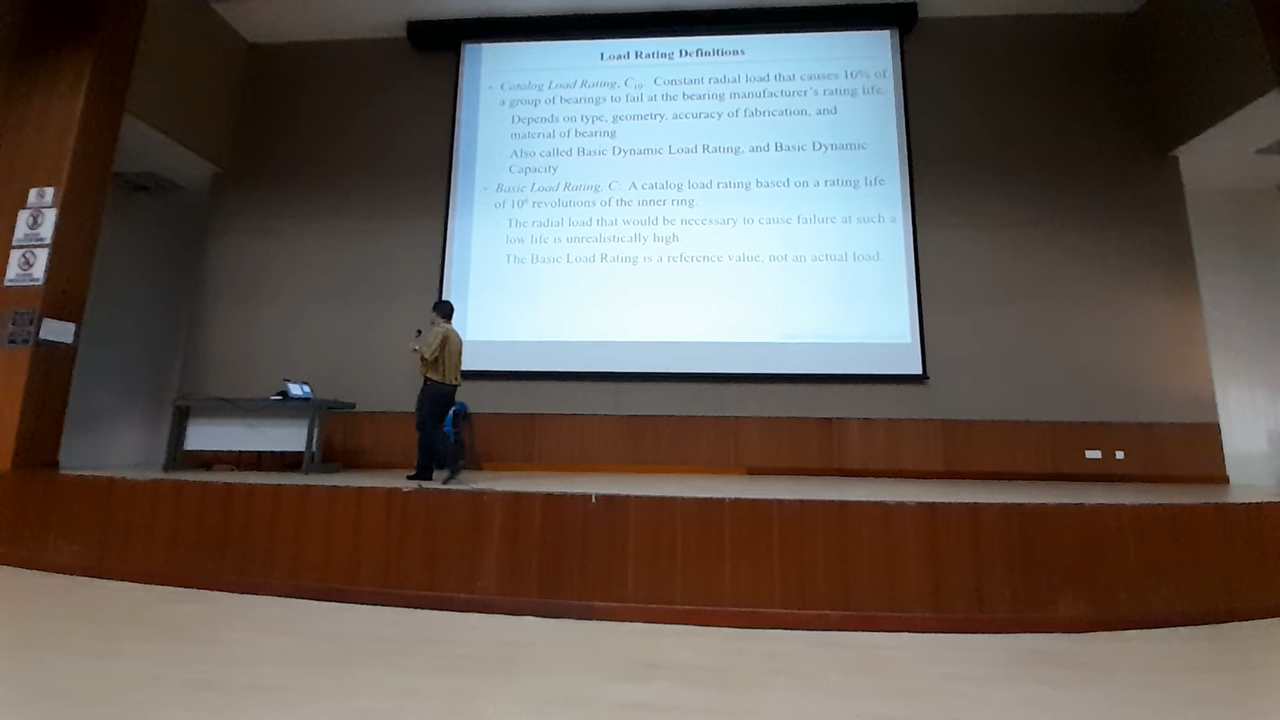 Load Rating Definitions
Catalog Load Rating, C10: Constant radial load that causes 10% of
a group of bearings to fail at the bearing manufacturer's rating life.
Depends on type, geometry, accuracy of fabrication, and
material of bearing
Also called Basic Dynamic Load Rating, and Basic Dynamic
Capacity
Basic Load Rating, C: A catalog load rating based on a rating life
of 10⁶ revolutions of the inner ring.
The radial load that would be necessary to cause failure at such a
low life is unrealistically high.
The Basic Load Rating is a reference value, not an actual load.